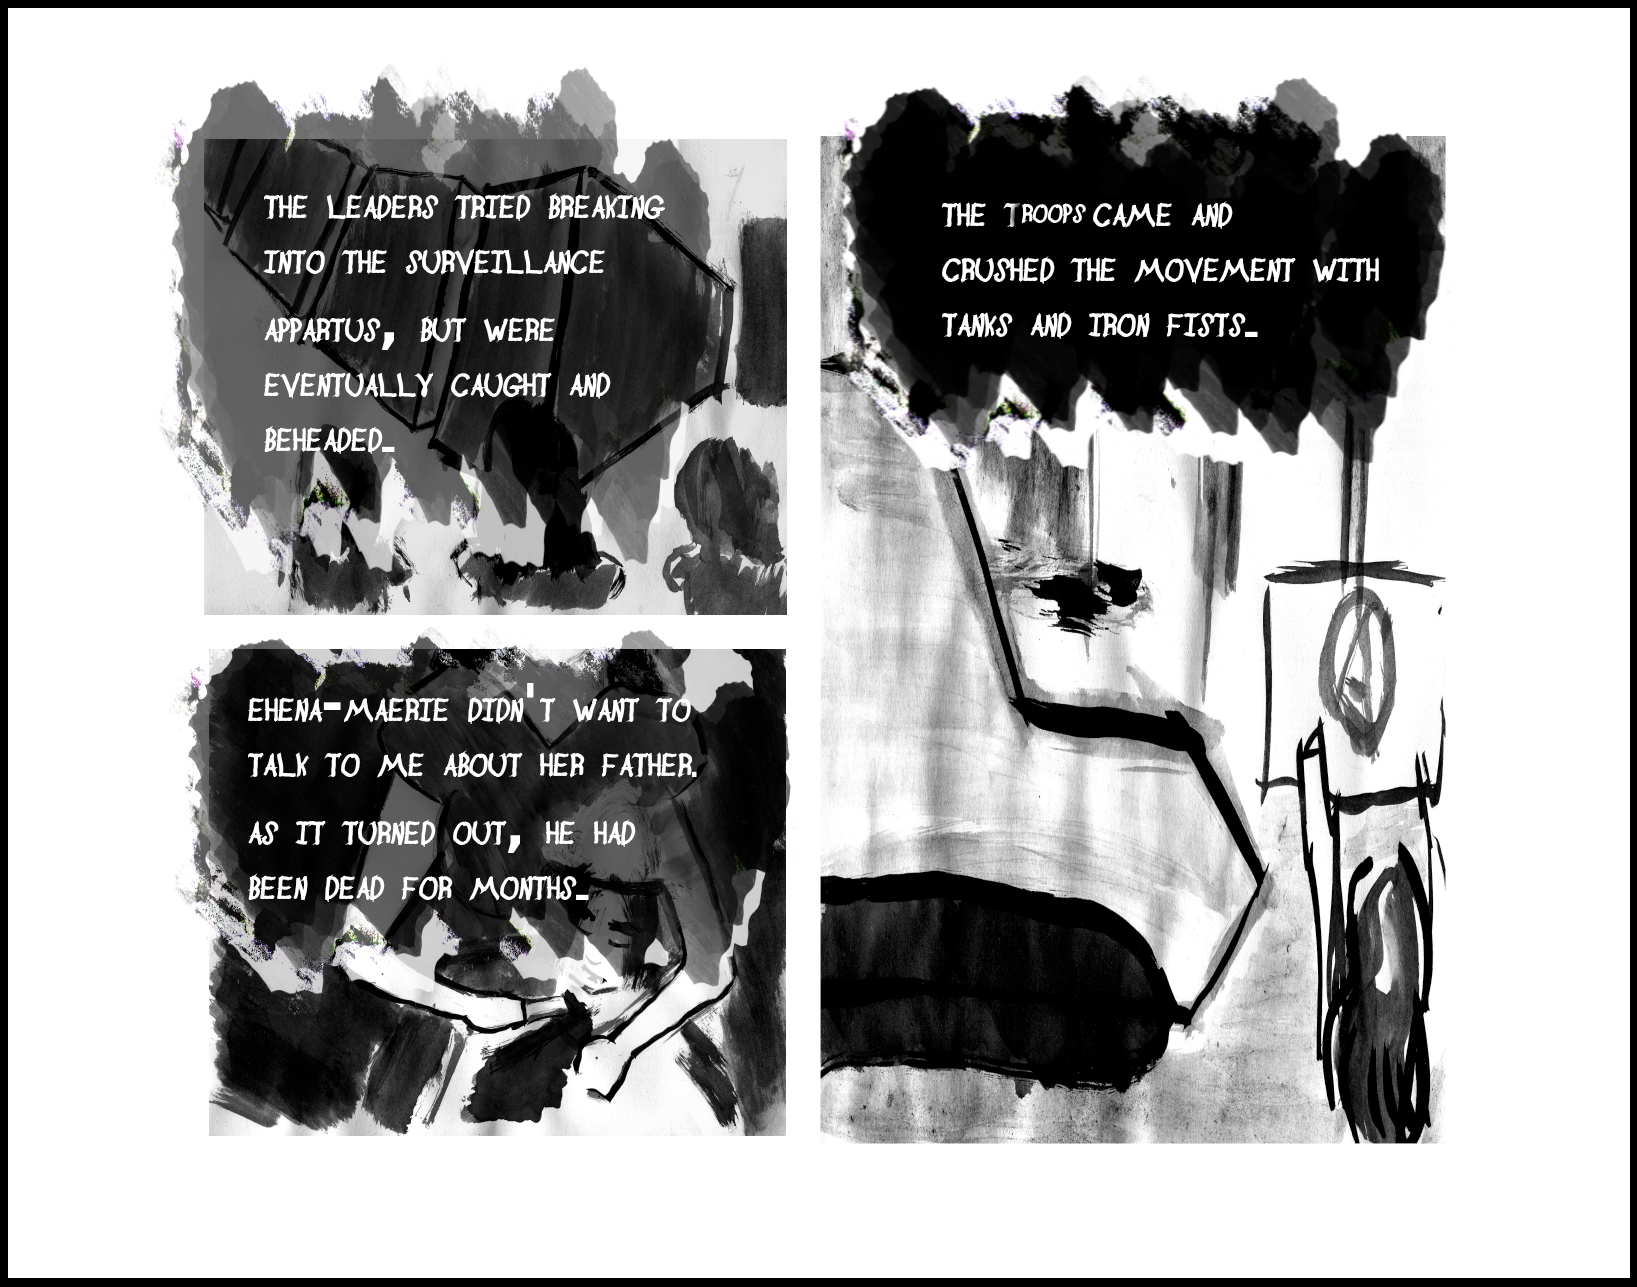 THE LEADERS TRIED BREAKING
INTO THE SURVEILLANCE
APPARTUS, BUT WERE
EVENTUALLY CAUGHT AND
BEHEADED.
EHENA-MAERIE DIDN'T WANT TO
TALK TO ME ABOUT HER FATHER.
AS IT TURNED OUT, HE HAD
BEEN DEAD FOR MONTHS.
THE TROOPS CAME AND
CRUSHED THE MOVEMENT WITH
TANKS AND IRON FISTS.